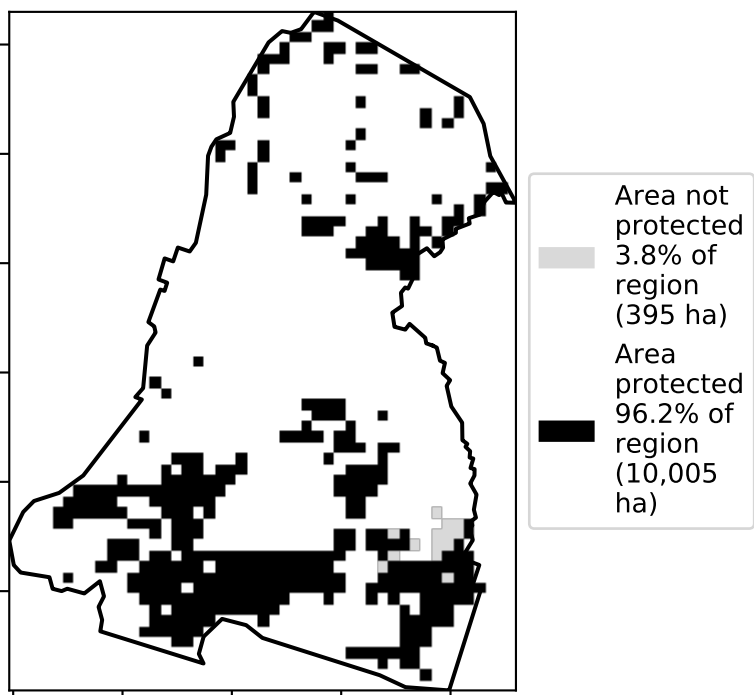 Area not
protected
3.8% of
region
(395 ha)
Area
protected
96.2% of
region
(10,005
ha)